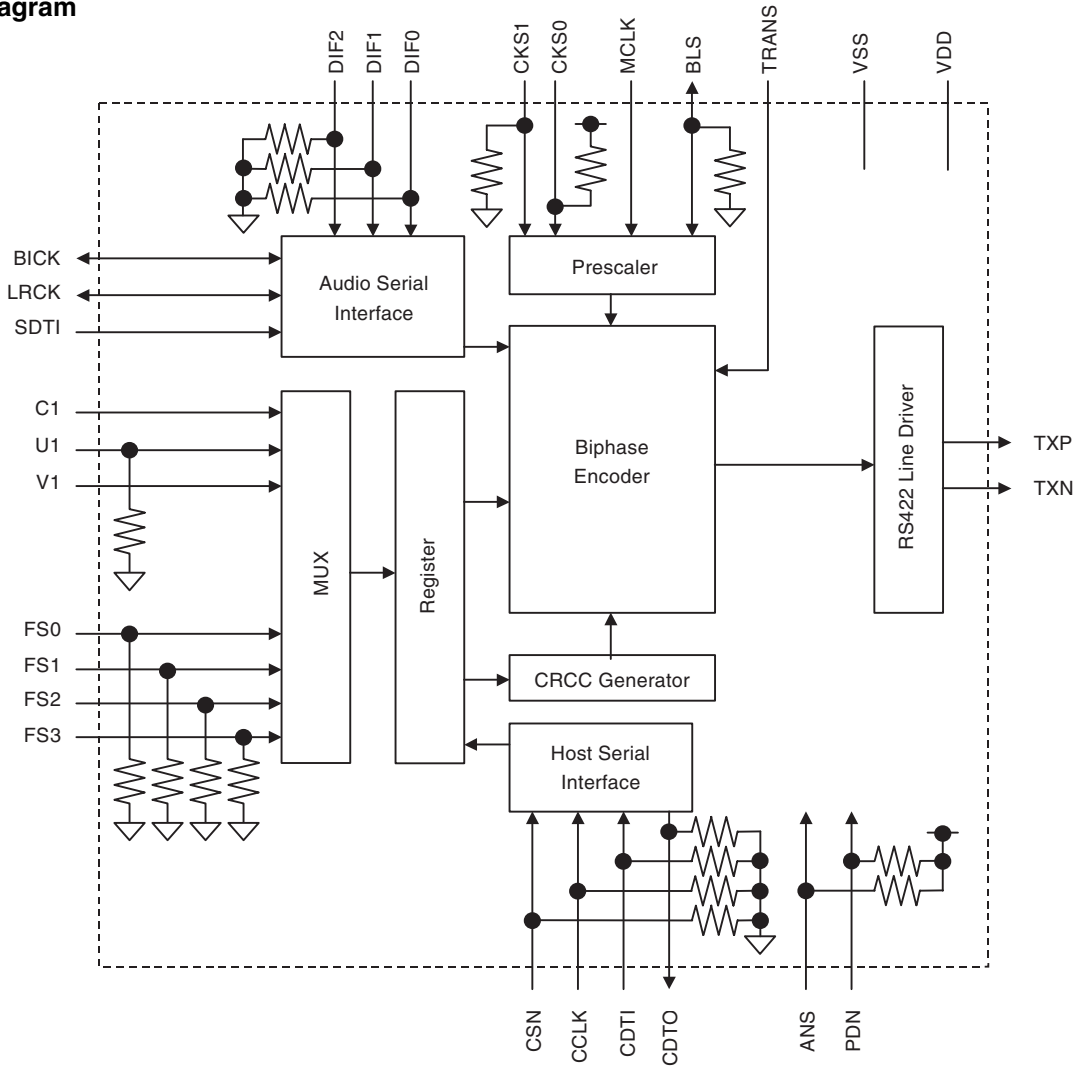 agram
DIF2
DIF1
DIF0
CKS1
CKS0
MCLK
BLS
TRANS
VSS
VDD
BICK
LRCK
SDTI
Audio Serial
Interface
Prescaler
C1
U1
V1
Biphase
Encoder
RS422 Line Driver
TXP
TXN
MUX
Register
FS0
FS1
FS2
FS3
CRCC Generator
Host Serial
Interface
CSN
CCLK
CDTI
CDTO
ANS
PDN